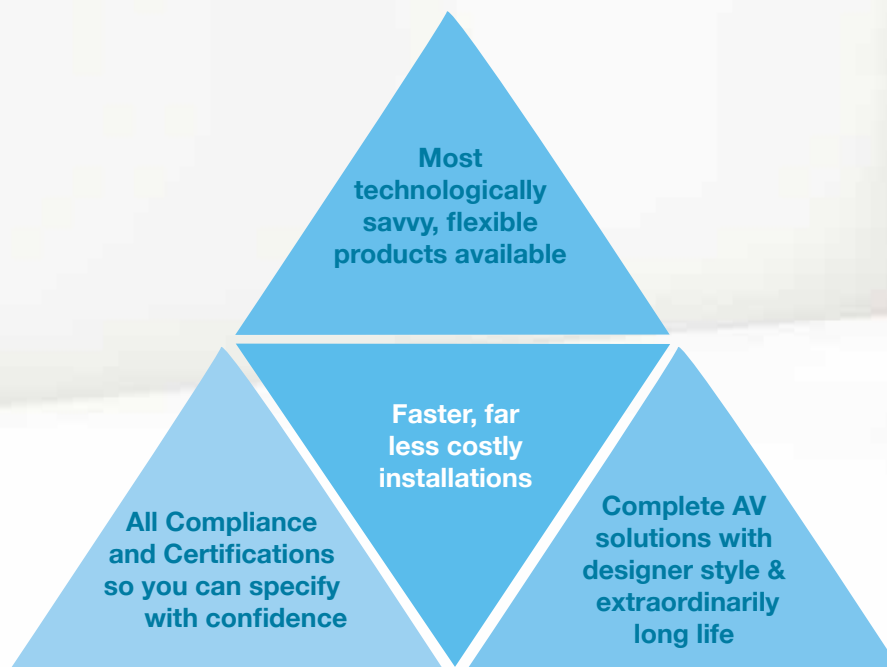 Most
technologically
savvy, flexible
products available
Faster, far
less costly
installations
All Compliance
and Certifications
so you can specify
with confidence
Complete AV
solutions with
designer style &
extraordinarily
long life